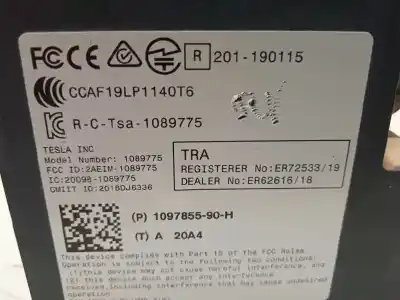 FC CE R 201-190115
CCAF19LP1140T6
R-C-Tsa-1089775
TESLA INC
Model Number: 1089775
FCC ID:2AEIM-1089775
IC:20098-1089775
CMIIT ID:2018DJ6336
TRA
REGISTERER No:ER72533/19
DEALER No:ER62616/18
(P) 1097855-90-H
(T) A 20A4
This device complies with Part 15 of the FCC Rules
Operation is subject to the following two conditions:
(1)this device may not cause harmful interference, and
(2) this device must accept any interference
received,including interference that may cause undesired
operation